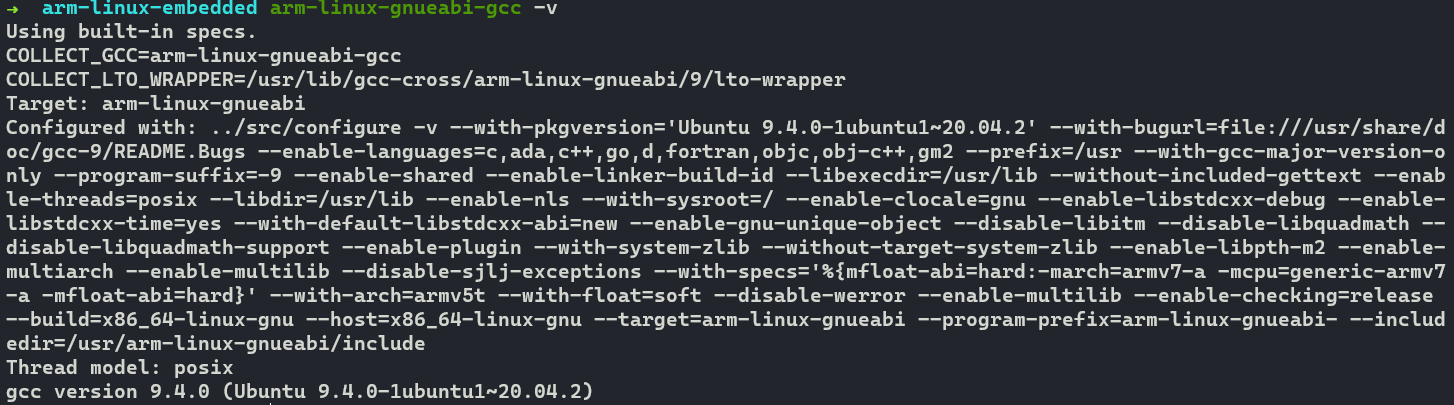 → arm-linux-embedded arm-linux-gnueabi-gcc -v
Using built-in specs.
COLLECT_GCC=arm-linux-gnueabi-gcc
COLLECT_LTO_WRAPPER=/usr/lib/gcc-cross/arm-linux-gnueabi/9/lto-wrapper
Target: arm-linux-gnueabi
Configured with: ../src/configure -v --with-pkgversion='Ubuntu 9.4.0-1ubuntu1~20.04.2' --with-bugurl=file:///usr/share/d
oc/gcc-9/README.Bugs --enable-languages=c,ada,c++,go,d,fortran,objc,obj-c++,gm2 --prefix=/usr --with-gcc-major-version-o
nly --program-suffix=-9 --enable-shared --enable-linker-build-id --libexecdir=/usr/lib --without-included-gettext --enab
le-threads=posix --libdir=/usr/lib --enable-nls --with-sysroot=/ --enable-clocale=gnu --enable-libstdcxx-debug --enable-
libstdcxx-time=yes --with-default-libstdcxx-abi=new --enable-gnu-unique-object --disable-libitm --disable-libquadmath --
disable-libquadmath-support --enable-plugin --with-system-zlib --without-target-system-zlib --enable-libpth-m2 --enable-
multiarch --enable-multilib --disable-sjlj-exceptions --with-specs='%{mfloat-abi=hard:-march=armv7-a -mcpu=generic-armv7
-a -mfloat-abi=hard}' --with-arch=armv5t --with-float=soft --disable-werror --enable-multilib --enable-checking=release
--build=x86_64-linux-gnu --host=x86_64-linux-gnu --target=arm-linux-gnueabi --program-prefix=arm-linux-gnueabi- --includ
edir=/usr/arm-linux-gnueabi/include
Thread model: posix
gcc version 9.4.0 (Ubuntu 9.4.0-1ubuntu1~20.04.2)